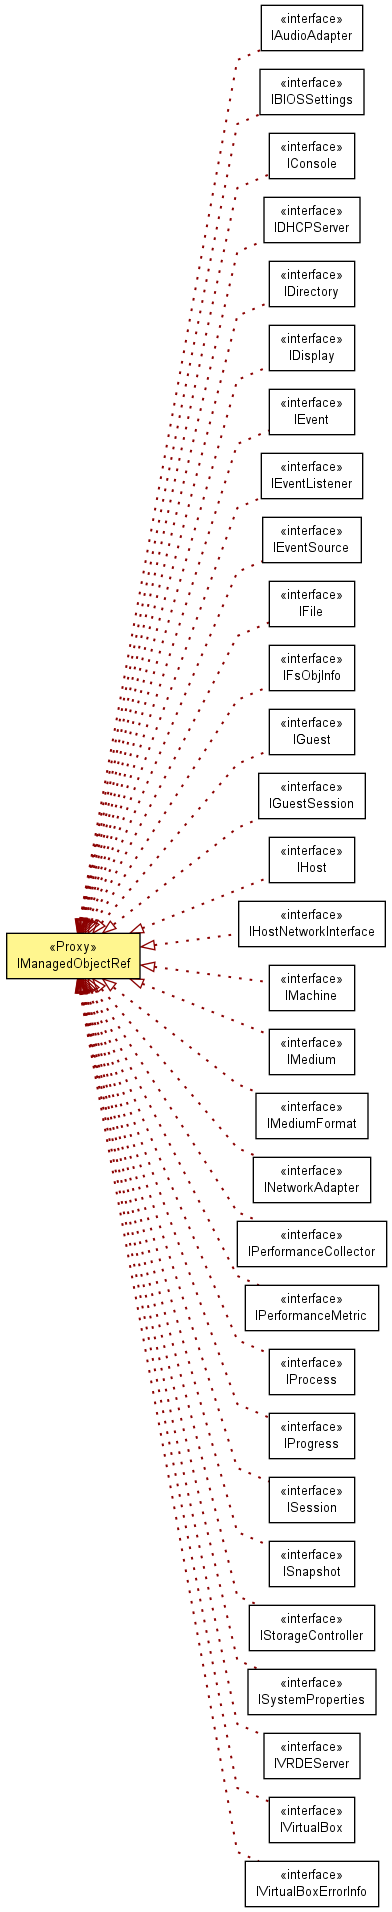 «interface»
IAudioAdapter
«interface»
IBIOSSettings
«interface»
IConsole
«interface»
IDHCPServer
«interface»
IDirectory
«interface»
IDisplay
«interface»
IEvent
«interface»
IEventListener
«interface»
IEventSource
«interface»
IFile
«interface»
IFsObjInfo
«interface»
IGuest
«interface»
IGuestSession
«interface»
IHost
«interface»
IHostNetworkInterface
«Proxy»
IManagedObjectRef
«interface»
IMachine
«interface»
IMedium
«interface»
IMediumFormat
«interface»
INetworkAdapter
«interface»
IPerformanceCollector
«interface»
IPerformanceMetric
«interface»
IProcess
«interface»
IProgress
«interface»
ISession
«interface»
ISnapshot
«interface»
IStorageController
«interface»
ISystemProperties
«interface»
IVRDEServer
«interface»
IVirtualBox
«interface»
IVirtualBoxErrorInfo